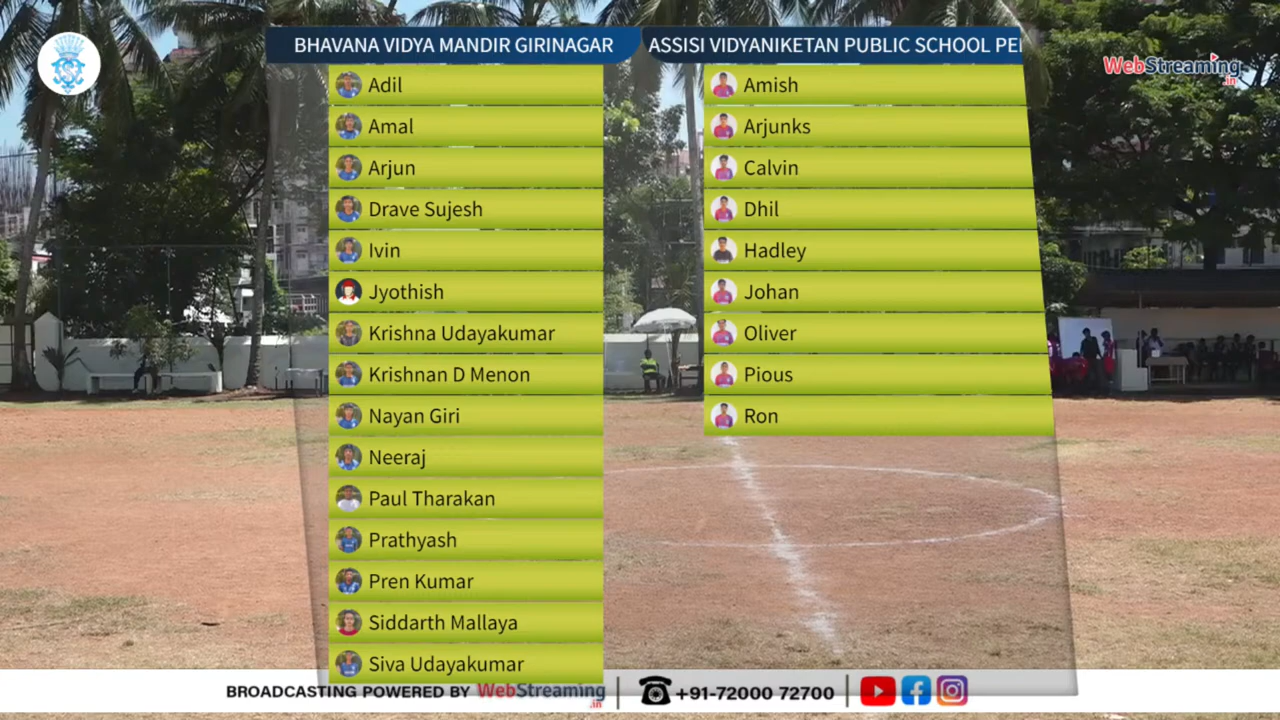 BHAVANA VIDYA MANDIR GIRINAGAR
Adil
Amal
Arjun
Drave Sujesh
Ivin
Jyothish
Krishna Udayakumar
Krishnan D Menon
Nayan Giri
Neeraj
Paul Tharakan
Prathyash
Pren Kumar
Siddarth Mallaya
Siva Udayakumar
ASSISI VIDYANIKETAN PUBLIC SCHOOL
Amish
Arjunks
Calvin
Dhil
Hadley
Johan
Oliver
Pious
Ron
WebStreaming
.in
BROADCASTING POWERED BY WebStreaming
.in
+91-72000 72700